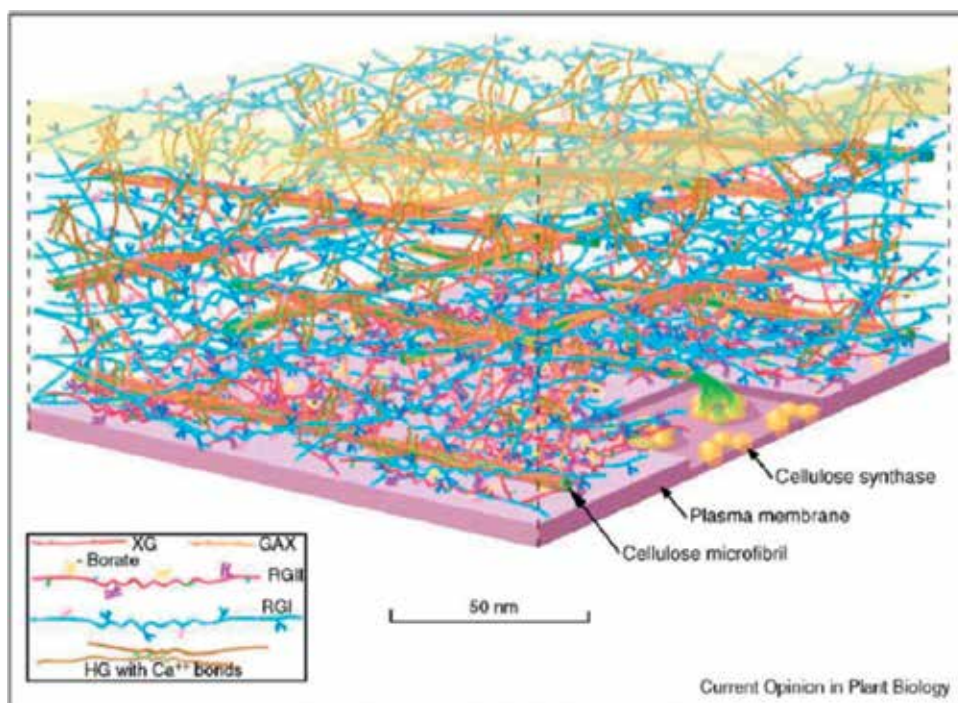 Cellulose synthase
Plasma membrane
Cellulose microfibril
XG GAX
- Borate
RGII
RGI
HG with Ca++ bonds
50 nm
Current Opinion in Plant Biology